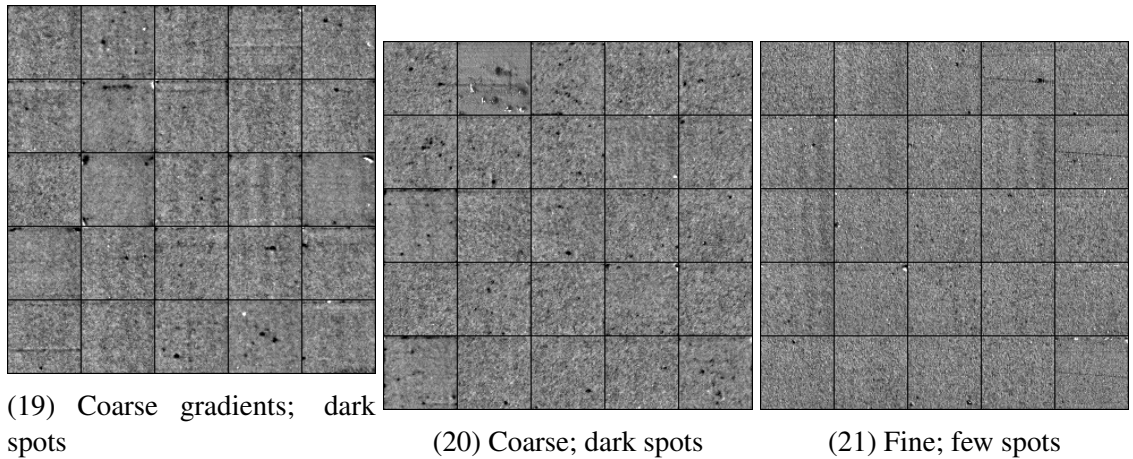 (19) Coarse gradients; dark
spots
(20) Coarse; dark spots
(21) Fine; few spots